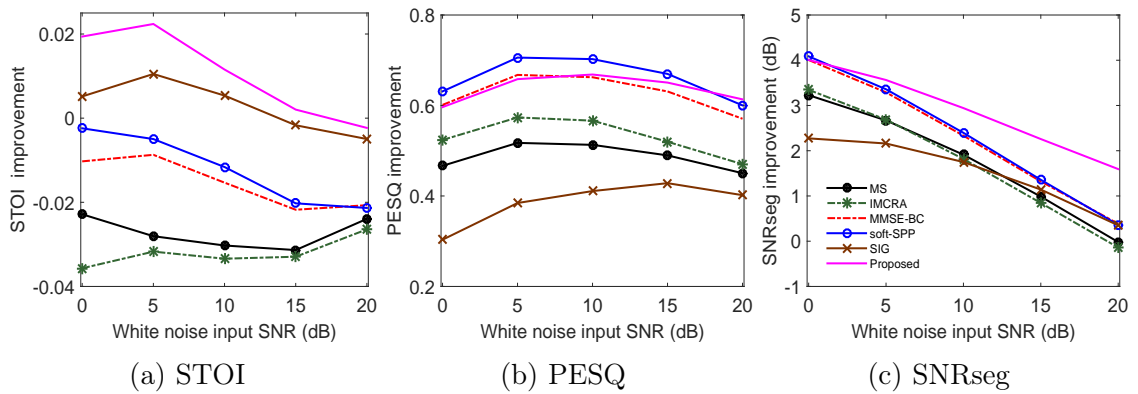 STOI improvement
0.02
0
-0.02
-0.04
0 5 10 15 20
White noise input SNR (dB)
(a) STOI
PESQ improvement
0.8
0.6
0.4
0.2
0 5 10 15 20
White noise input SNR (dB)
(b) PESQ
SNRseg improvement (dB)
5
4
3
2
1
0
-1
MS
IMCRA
MMSE-BC
soft-SPP
SIG
Proposed
0 5 10 15 20
White noise input SNR (dB)
(c) SNRseg